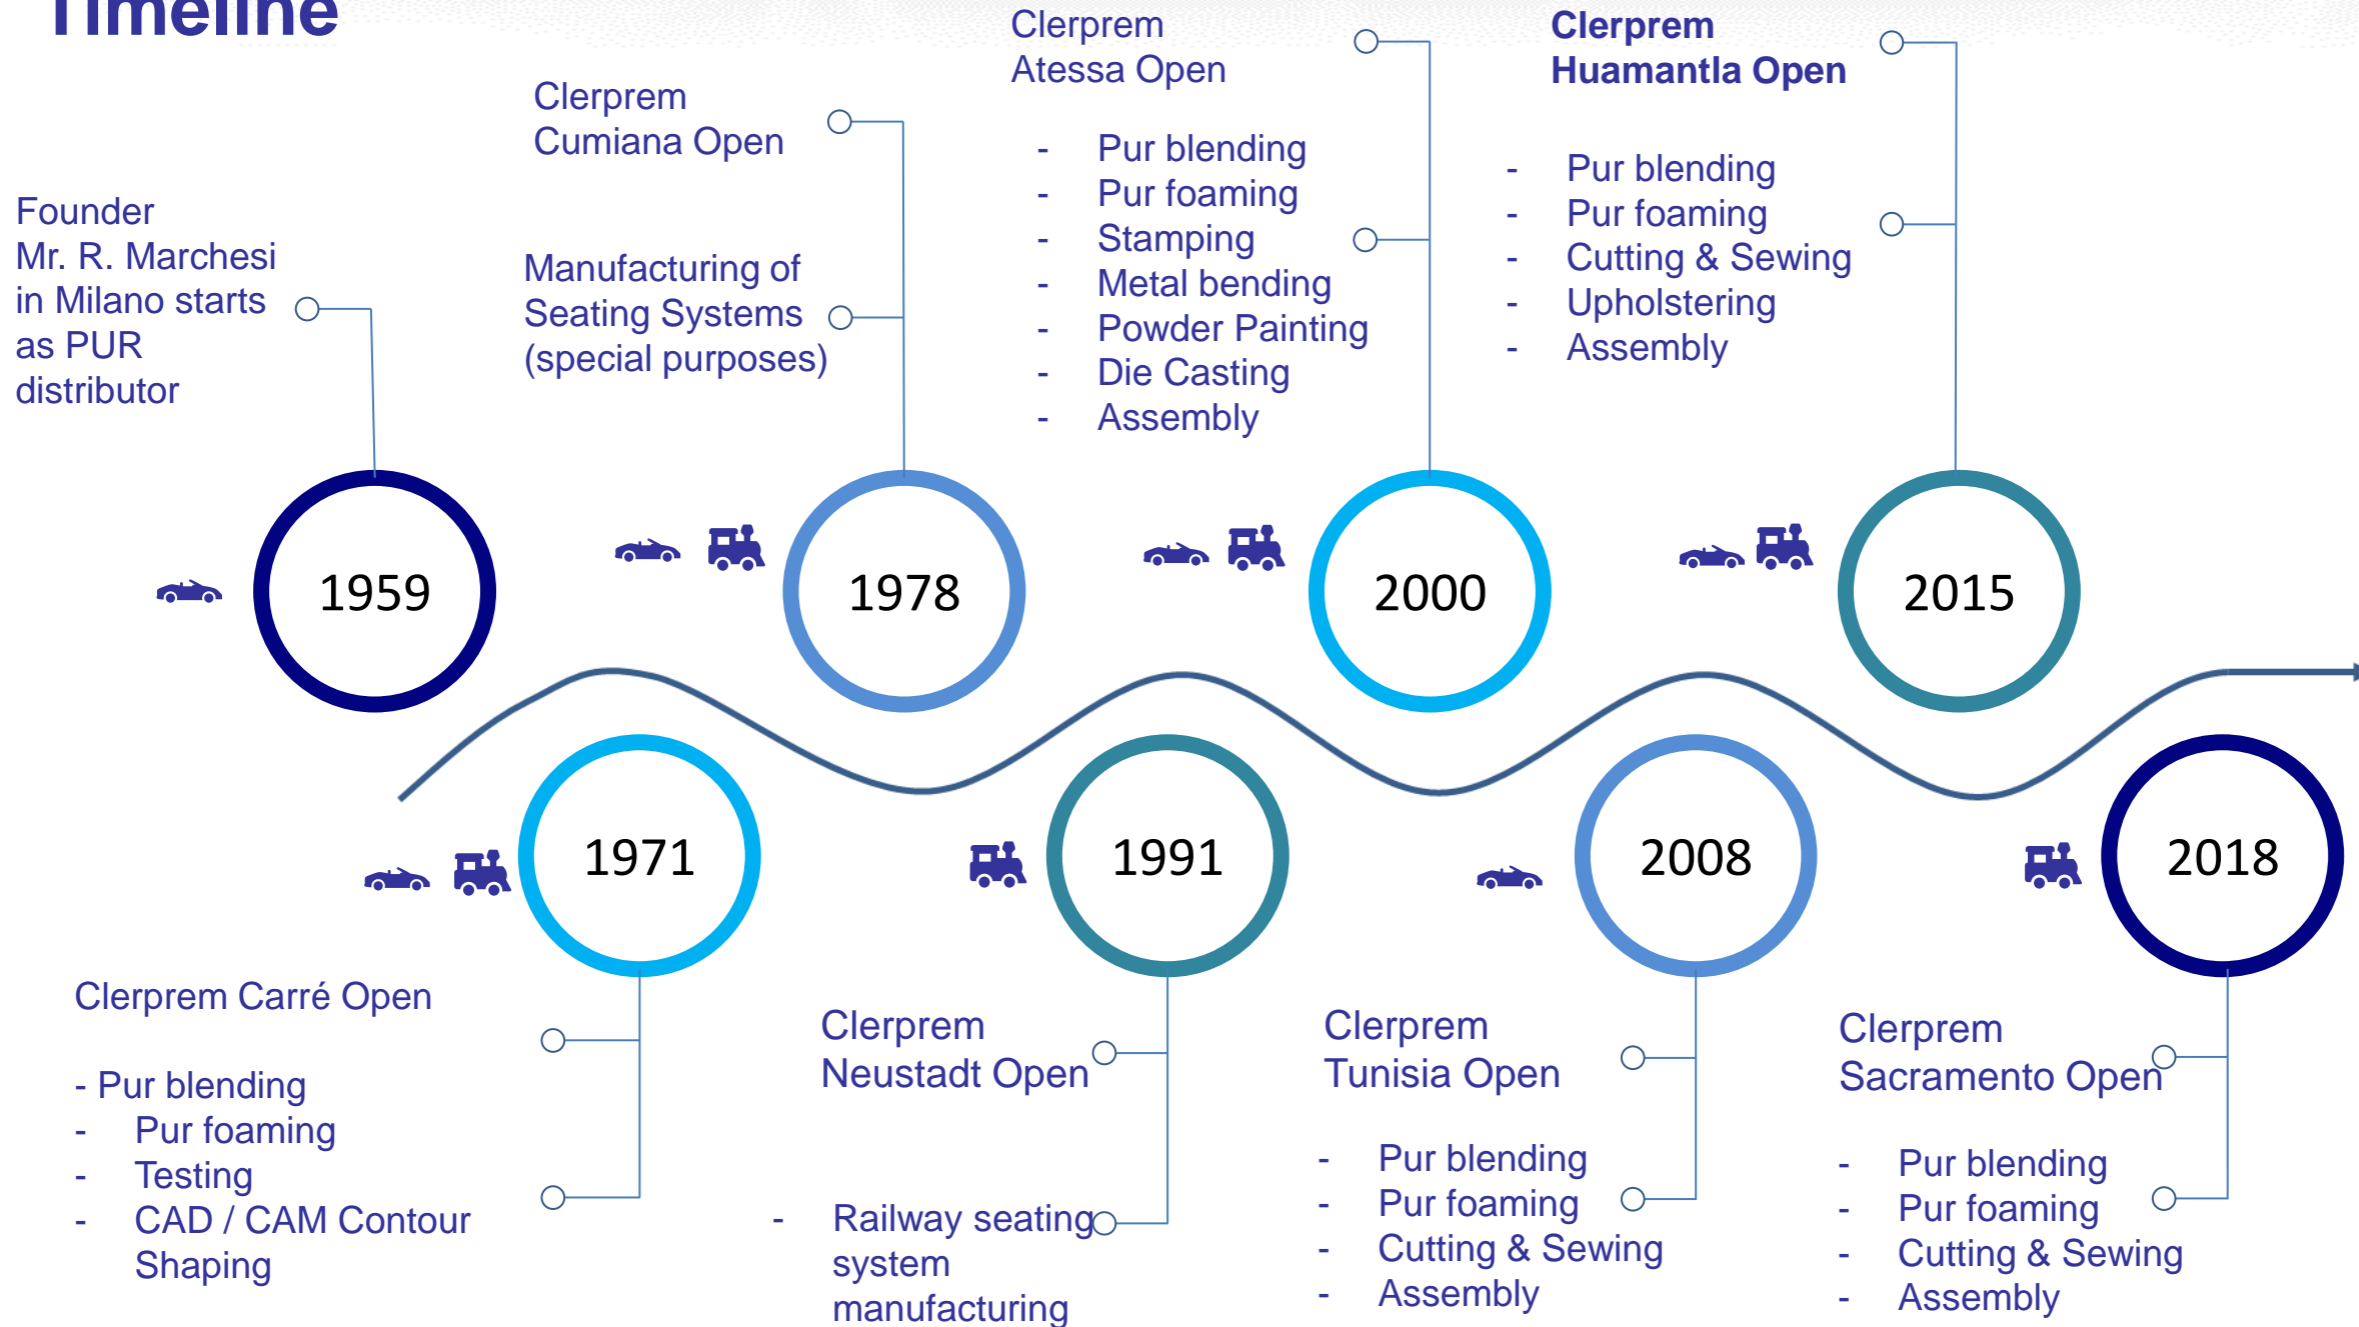 Timeline
Founder
Mr. R. Marchesi
in Milano starts
as PUR
distributor
1959
Clerprem Carré Open
- Pur blending
- Pur foaming
- Testing
- CAD / CAM Contour
Shaping
1971
Clerprem
Cumiana Open
Manufacturing of
Seating Systems
(special purposes)
1978
Clerprem
Neustadt Open
- Railway seating
system
manufacturing
1991
Clerprem
Atessa Open
- Pur blending
- Pur foaming
- Stamping
- Metal bending
- Powder Painting
- Die Casting
- Assembly
2000
Clerprem
Tunisia Open
- Pur blending
- Pur foaming
- Cutting & Sewing
- Assembly
2008
Clerprem
Huamantla Open
- Pur blending
- Pur foaming
- Cutting & Sewing
- Upholstering
- Assembly
2015
Clerprem
Sacramento Open
- Pur blending
- Pur foaming
- Cutting & Sewing
- Assembly
2018